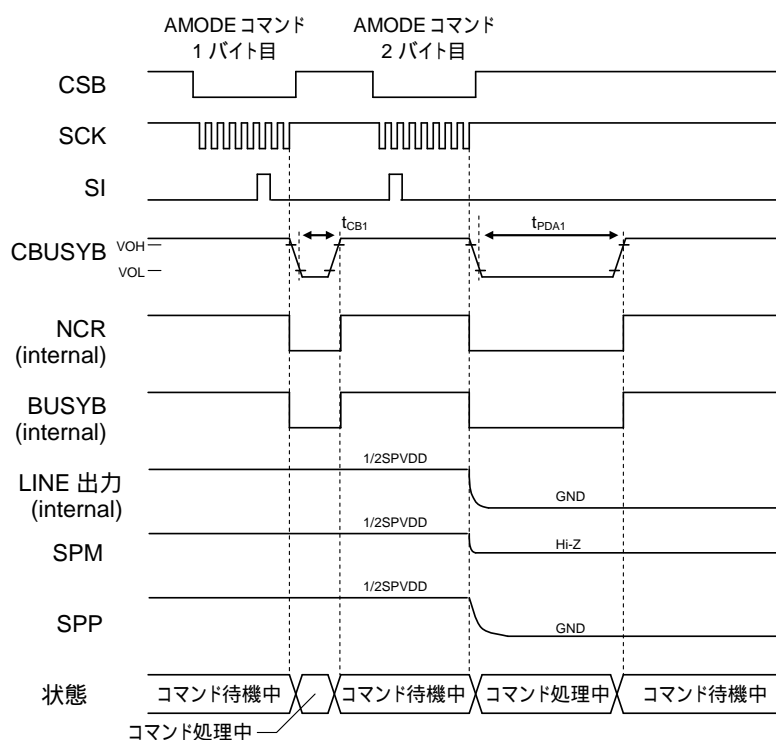 AMODE コマンド
1 バイト目
AMODE コマンド
2 バイト目
CSB
SCK
SI
tCB1
tPDA1
CBUSYB
VOH
VOL
NCR
(internal)
BUSYB
(internal)
1/2SPVDD
LINE 出力
(internal)
GND
1/2SPVDD
SPM
Hi-Z
1/2SPVDD
SPP
GND
状態
コマンド待機中
コマンド待機中
コマンド処理中
コマンド待機中
コマンド処理中